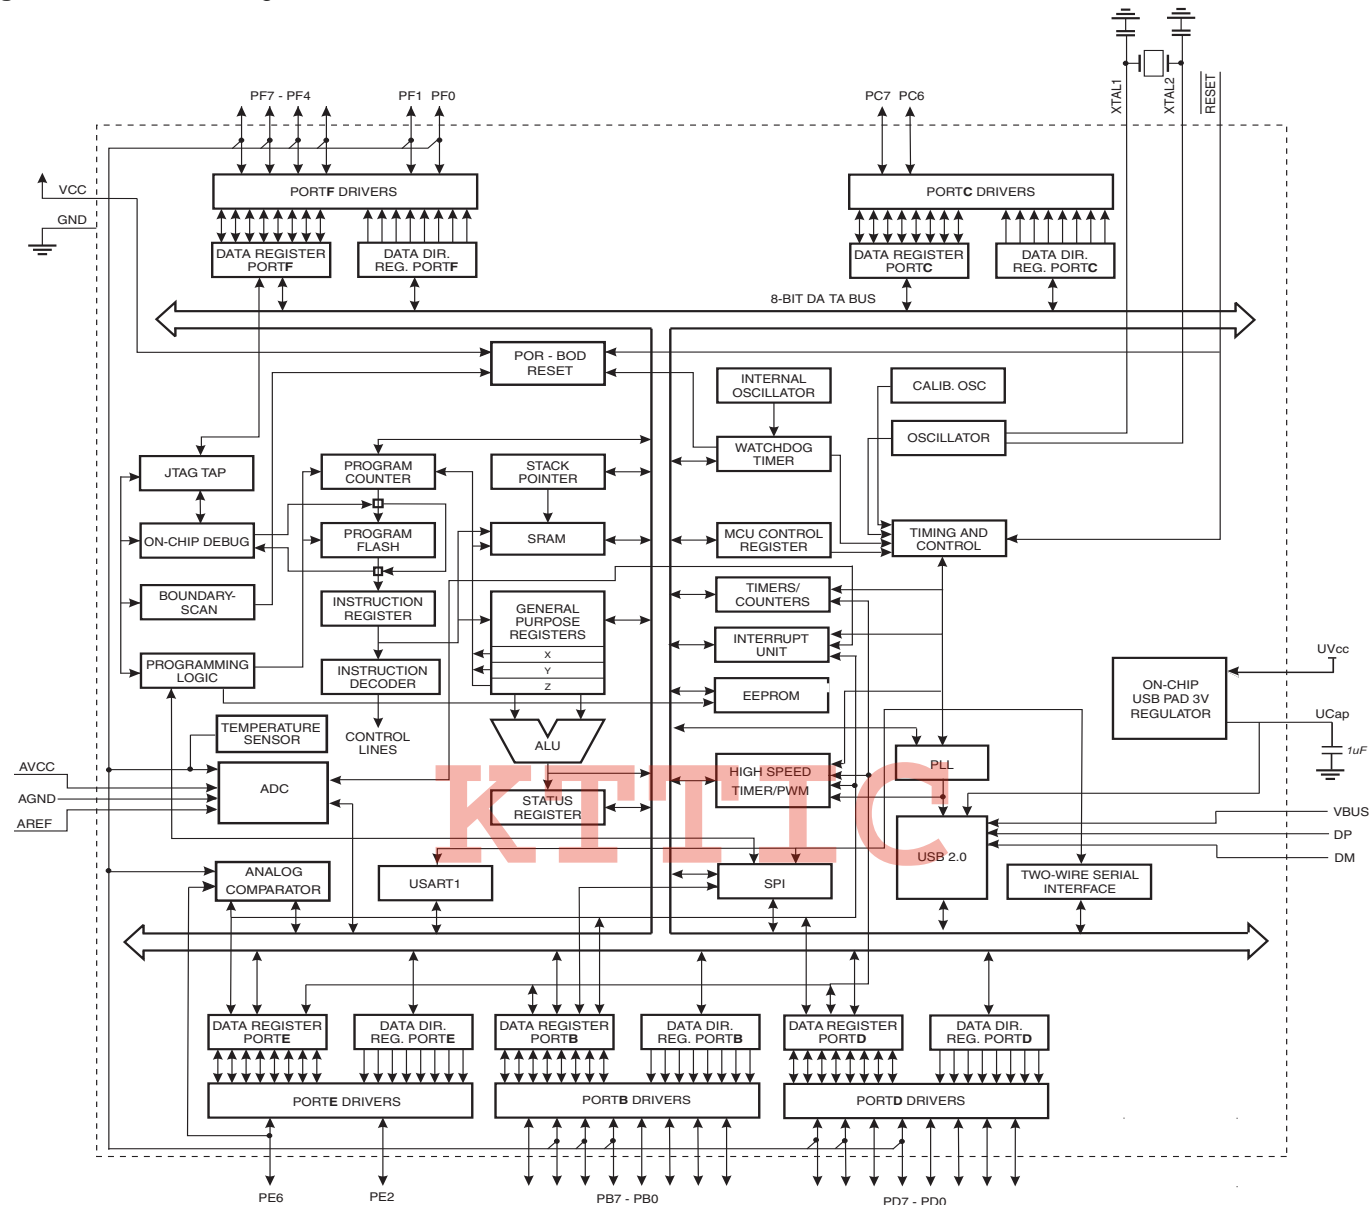 XTAL1
XTAL2
RESET
PF7 - PF4
PF1
PF0
PC7
PC6
VCC
GND
PORTF DRIVERS
PORTC DRIVERS
DATA REGISTER
PORTF
DATA DIR.
REG. PORTF
DATA REGISTER
PORTC
DATA DIR.
REG. PORTC
8-BIT DA TA BUS
POR - BOD
RESET
INTERNAL
OSCILLATOR
CALIB. OSC
OSCILLATOR
WATCHDOG
TIMER
JTAG TAP
PROGRAM
COUNTER
STACK
POINTER
ON-CHIP DEBUG
PROGRAM
FLASH
SRAM
MCU CONTROL
REGISTER
TIMING AND
CONTROL
BOUNDARY-
SCAN
INSTRUCTION
REGISTER
GENERAL
PURPOSE
REGISTERS
X
Y
Z
TIMERS/
COUNTERS
INTERRUPT
UNIT
PROGRAMMING
LOGIC
INSTRUCTION
DECODER
EEPROM
ON-CHIP
USB PAD 3V
REGULATOR
UVcc
UCap
1uF
TEMPERATURE
SENSOR
CONTROL
LINES
ALU
AVCC
AGND
AREF
ADC
STATUS
REGISTER
HIGH SPEED
TIMER/PWM
PLL
KTTIC
VBUS
DP
DM
USB 2.0
ANALOG
COMPARATOR
USART1
SPI
TWO-WIRE SERIAL
INTERFACE
DATA REGISTER
PORTE
DATA DIR.
REG. PORTE
DATA REGISTER
PORTB
DATA DIR.
REG. PORTB
DATA REGISTER
PORTD
DATA DIR.
REG. PORTD
PORTE DRIVERS
PORTB DRIVERS
PORTD DRIVERS
PE6
PE2
PB7 - PB0
PD7 - PD0